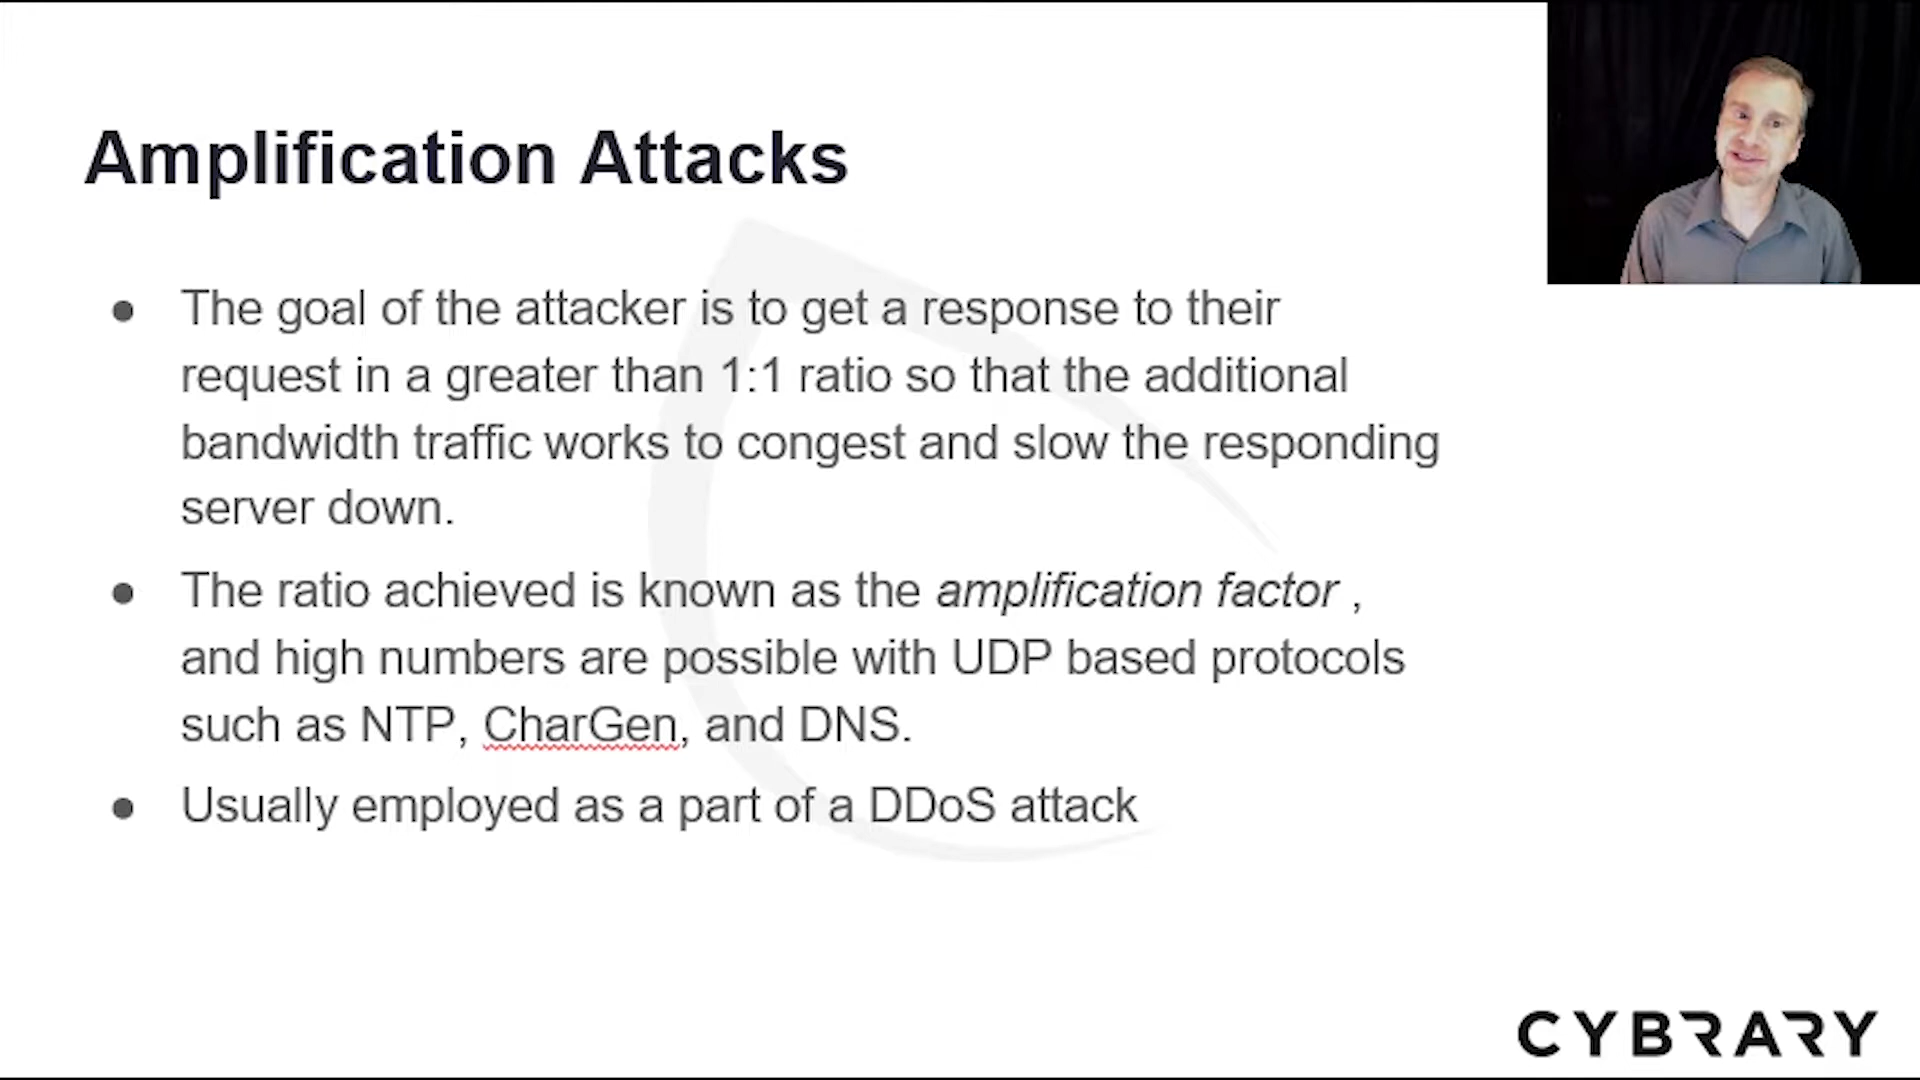 Amplification Attacks
● The goal of the attacker is to get a response to their
request in a greater than 1:1 ratio so that the additional
bandwidth traffic works to congest and slow the responding
server down.
● The ratio achieved is known as the amplification factor ,
and high numbers are possible with UDP based protocols
such as NTP, CharGen, and DNS.
● Usually employed as a part of a DDoS attack
CYBRARY